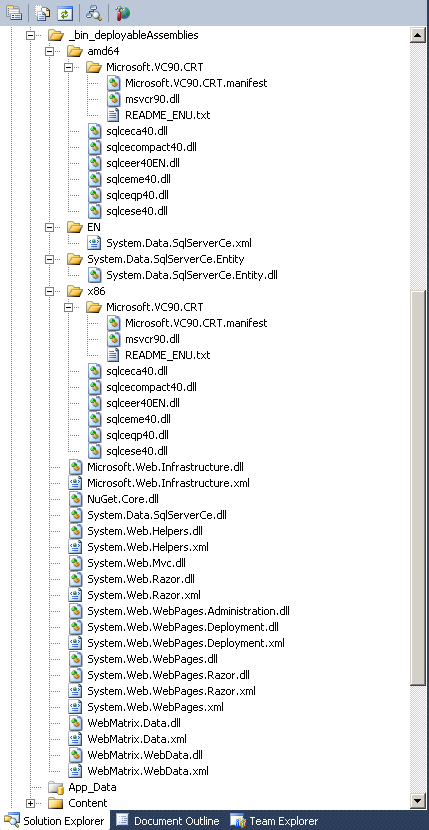 _bin_deployableAssemblies
amd64
Microsoft.VC90.CRT
Microsoft.VC90.CRT.manifest
msvcr90.dll
README_ENU.txt
sqlceca40.dll
sqlcecompact40.dll
sqlceer40EN.dll
sqlceme40.dll
sqlceqp40.dll
sqlcese40.dll
EN
System.Data.SqlServerCe.xml
System.Data.SqlServerCe.Entity
System.Data.SqlServerCe.Entity.dll
x86
Microsoft.VC90.CRT
Microsoft.VC90.CRT.manifest
msvcr90.dll
README_ENU.txt
sqlceca40.dll
sqlcecompact40.dll
sqlceer40EN.dll
sqlceme40.dll
sqlceqp40.dll
sqlcese40.dll
Microsoft.Web.Infrastructure.dll
Microsoft.Web.Infrastructure.xml
NuGet.Core.dll
System.Data.SqlServerCe.dll
System.Web.Helpers.dll
System.Web.Helpers.xml
System.Web.Mvc.dll
System.Web.Razor.dll
System.Web.Razor.xml
System.Web.WebPages.Administration.dll
System.Web.WebPages.Deployment.dll
System.Web.WebPages.Deployment.xml
System.Web.WebPages.dll
System.Web.WebPages.Razor.dll
System.Web.WebPages.Razor.xml
System.Web.WebPages.xml
WebMatrix.Data.dll
WebMatrix.Data.xml
WebMatrix.WebData.dll
WebMatrix.WebData.xml
App_Data
Content
Solution Explorer Document Outline Team Explorer